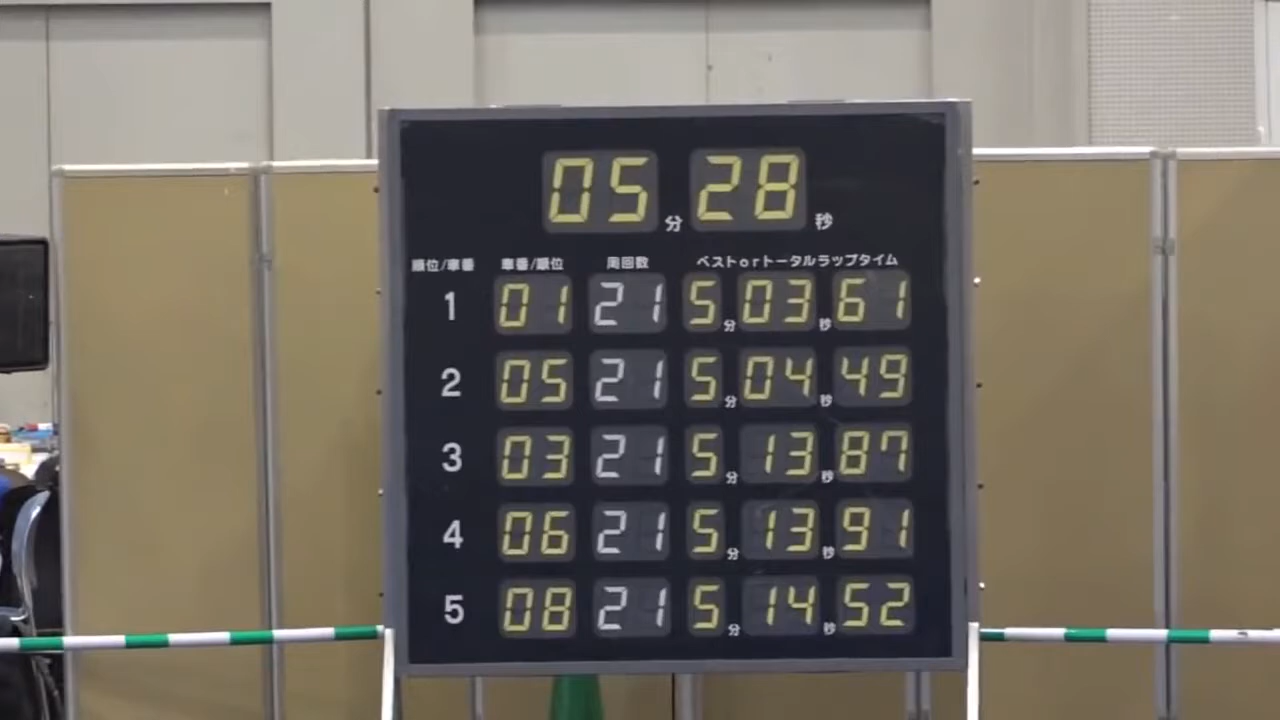 05分28秒
順位/車番 車番/順位 周回数 ベストorトータルラップタイム
1 01 21 5分03秒61
2 05 21 5分04秒49
3 03 21 5分13秒87
4 06 21 5分13秒91
5 08 21 5分14秒52